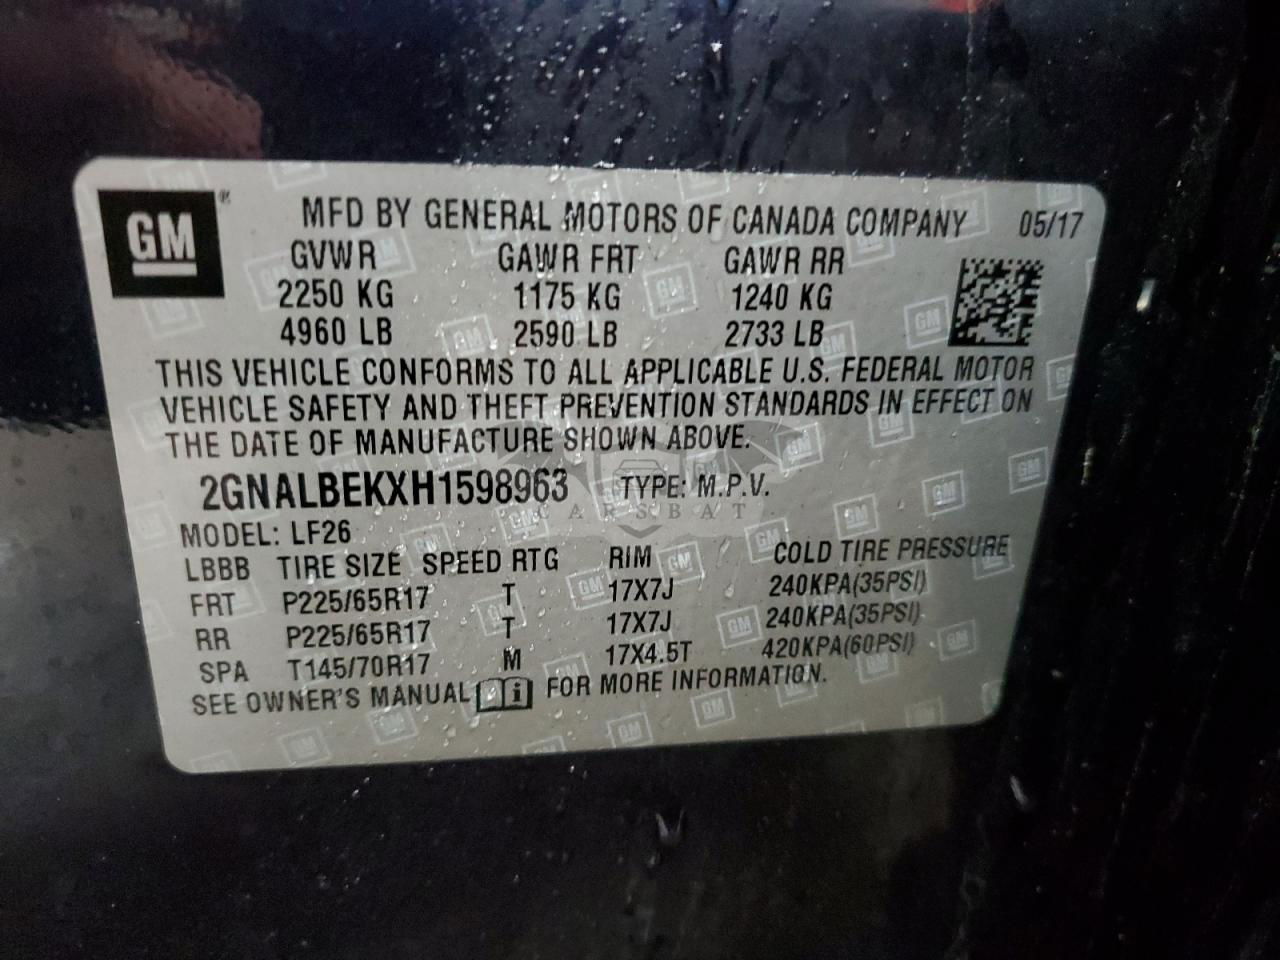 GM ® MFD BY GENERAL MOTORS OF CANADA COMPANY 05/17
GVWR GAWR FRT GAWR RR
2250 KG 1175 KG 1240 KG
4960 LB 2590 LB 2733 LB
THIS VEHICLE CONFORMS TO ALL APPLICABLE U.S. FEDERAL MOTOR
VEHICLE SAFETY AND THEFT PREVENTION STANDARDS IN EFFECT ON
THE DATE OF MANUFACTURE SHOWN ABOVE.
2GNALBEKXH1598963 TYPE: M.P.V.
CARSBAT
MODEL: LF26
LBBB TIRE SIZE SPEED RTG RIM COLD TIRE PRESSURE
FRT P225/65R17 T 17X7J 240KPA(35PSI)
RR P225/65R17 T 17X7J 240KPA(35PSI)
SPA T145/70R17 M 17X4.5T 420KPA(60PSI)
SEE OWNER'S MANUAL i FOR MORE INFORMATION.